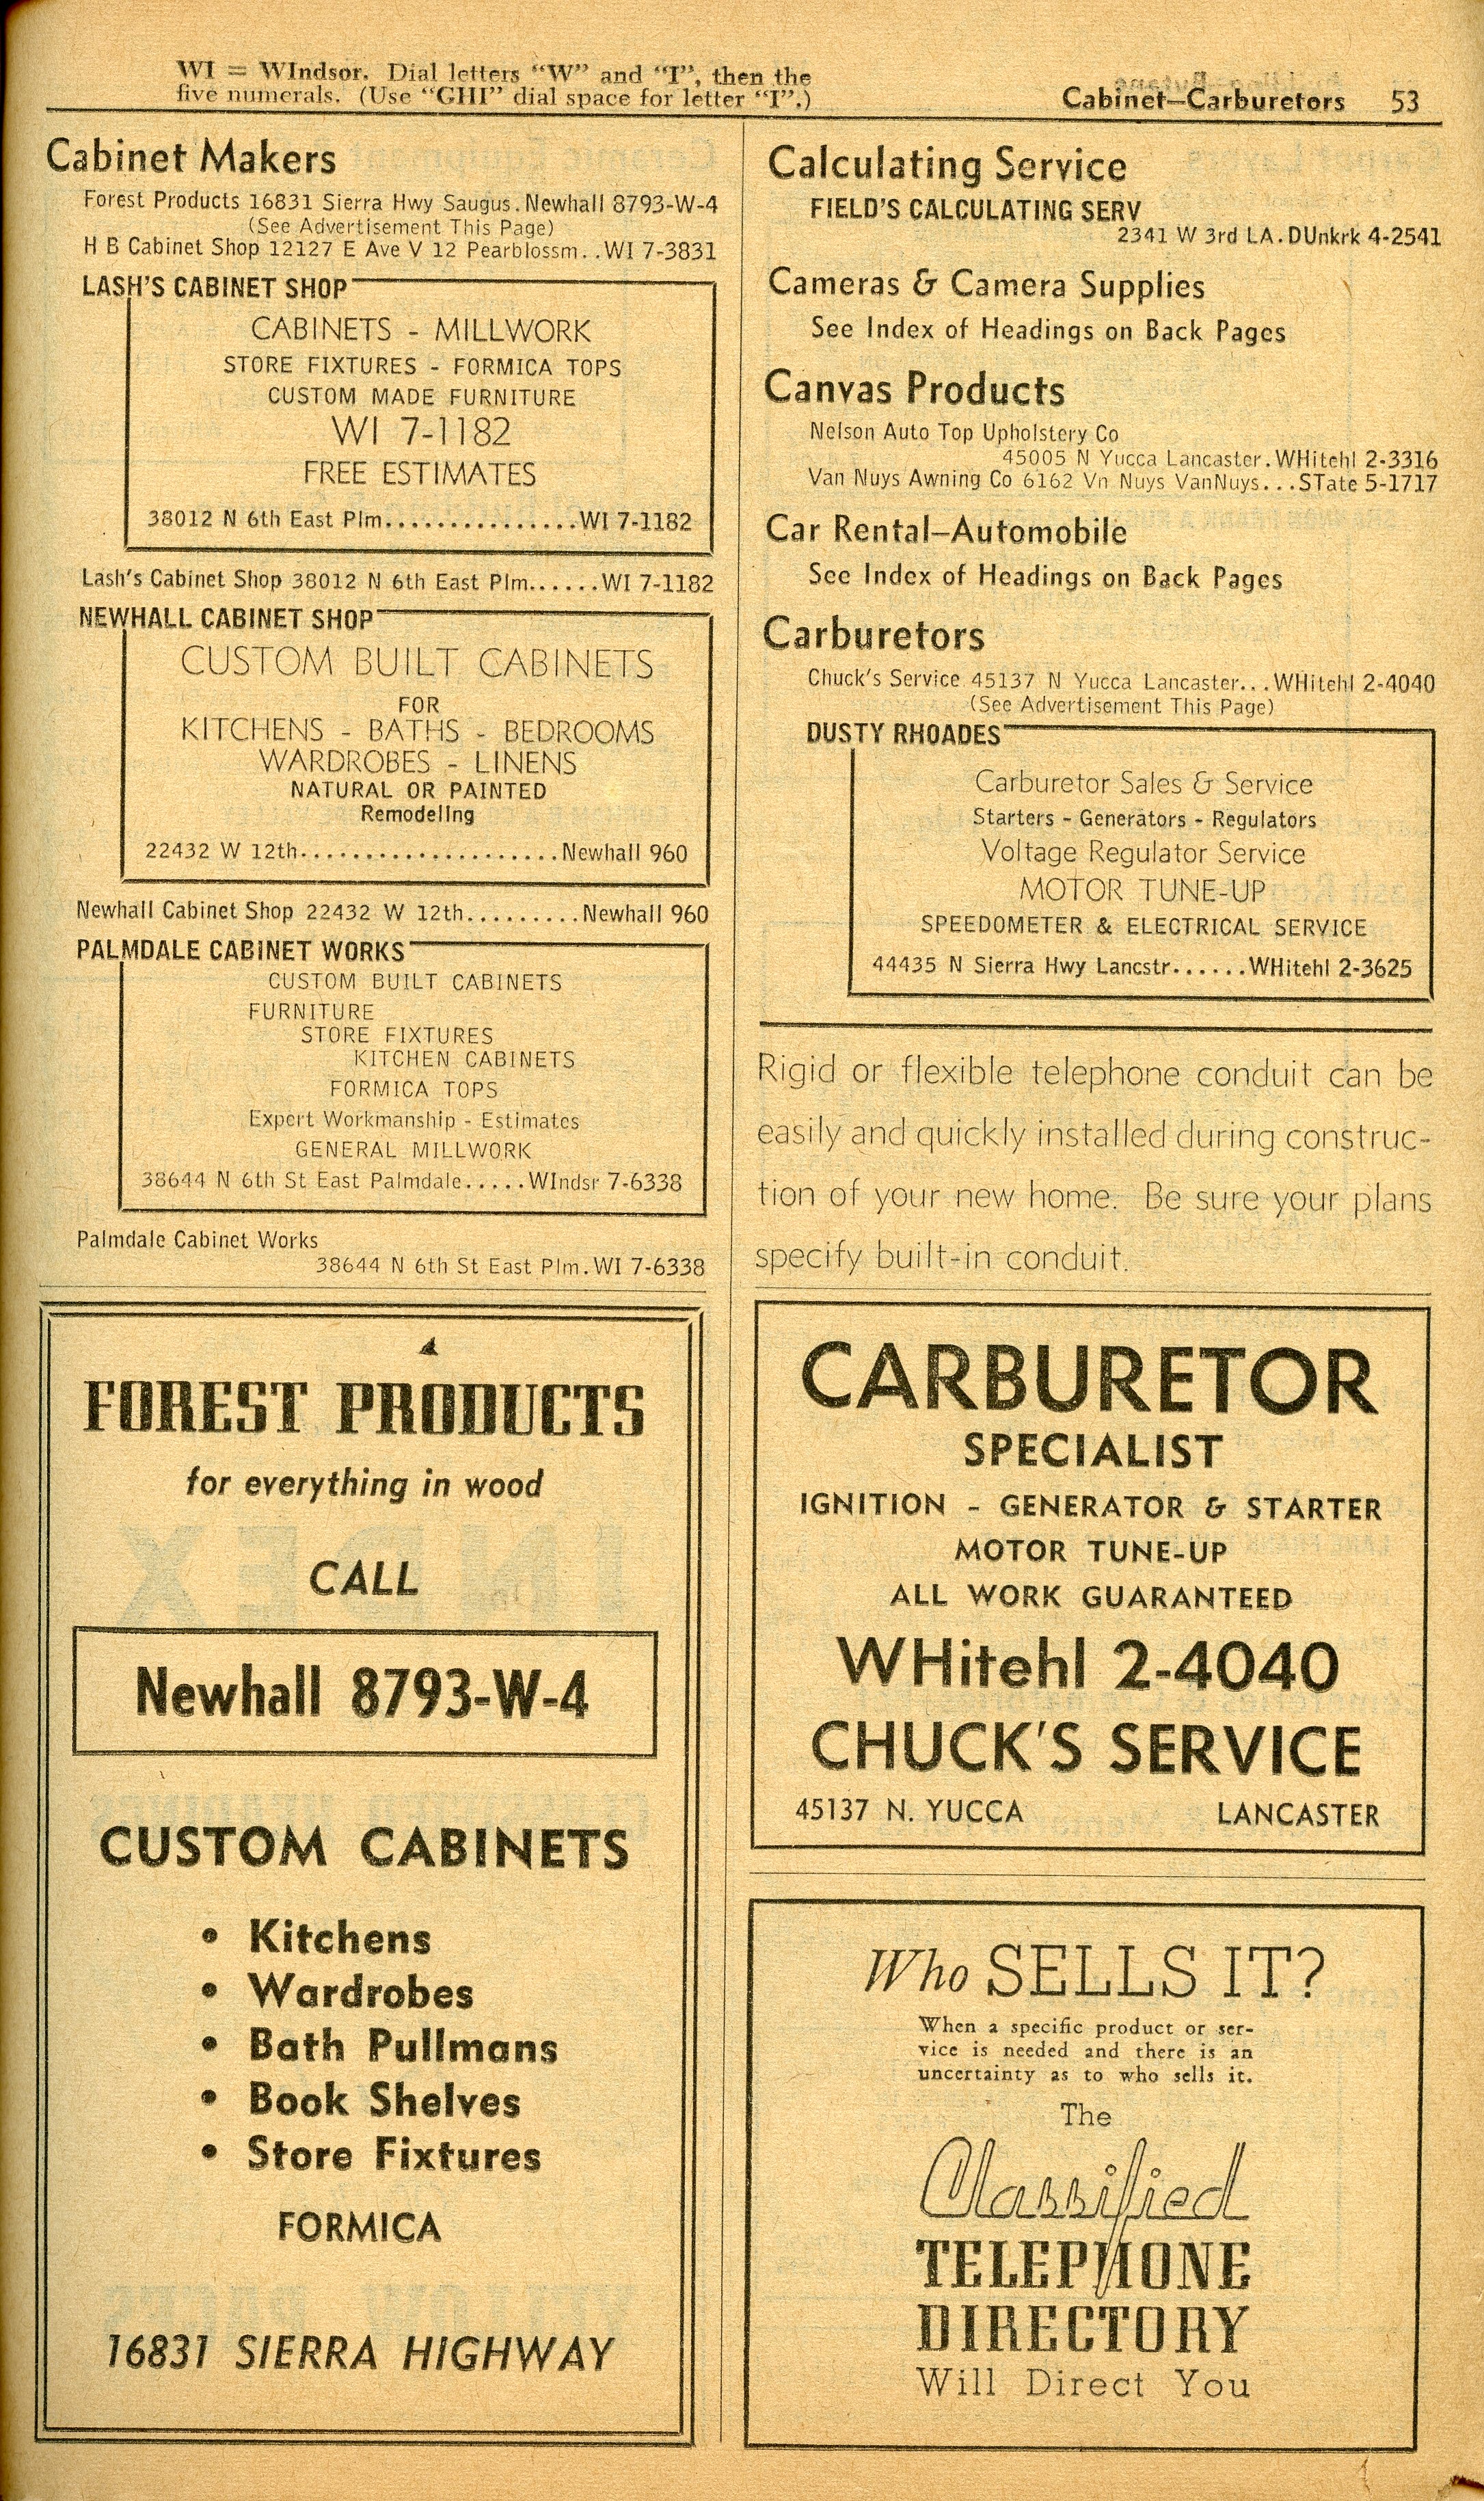 WI = WIndsor. Dial letters "W" and "I", then the
five numerals. (Use "GHI" dial space for letter "I".)
Cabinet—Carburetors 53
Cabinet Makers
Forest Products 16831 Sierra Hwy Saugus. Newhall 8793-W-4
(See Advertisement This Page)
H B Cabinet Shop 12127 E Ave V 12 Pearblossm..WI 7-3831
LASH'S CABINET SHOP
CABINETS - MILLWORK
STORE FIXTURES - FORMICA TOPS
CUSTOM MADE FURNITURE
WI 7-1182
FREE ESTIMATES
38012 N 6th East Plm...............WI 7-1182
Lash's Cabinet Shop 38012 N 6th East Plm......WI 7-1182
NEWHALL CABINET SHOP
CUSTOM BUILT CABINETS
FOR
KITCHENS - BATHS - BEDROOMS
WARDROBES - LINENS
NATURAL OR PAINTED
Remodeling
22432 W 12th....................Newhall 960
Newhall Cabinet Shop 22432 W 12th.........Newhall 960
PALMDALE CABINET WORKS
CUSTOM BUILT CABINETS
FURNITURE
STORE FIXTURES
KITCHEN CABINETS
FORMICA TOPS
Expert Workmanship - Estimates
GENERAL MILLWORK
38644 N 6th St East Palmdale.....WIndsr 7-6338
Palmdale Cabinet Works
38644 N 6th St East Plm.WI 7-6338
FOREST PRODUCTS
for everything in wood
CALL
Newhall 8793-W-4
CUSTOM CABINETS
• Kitchens
• Wardrobes
• Bath Pullmans
• Book Shelves
• Store Fixtures
FORMICA
16831 SIERRA HIGHWAY
Calculating Service
FIELD'S CALCULATING SERV
2341 W 3rd LA.DUnkrk 4-2541
Cameras & Camera Supplies
See Index of Headings on Back Pages
Canvas Products
Nelson Auto Top Upholstery Co
45005 N Yucca Lancaster.WHitehl 2-3316
Van Nuys Awning Co 6162 Vn Nuys VanNuys...STate 5-1717
Car Rental—Automobile
See Index of Headings on Back Pages
Carburetors
Chuck's Service 45137 N Yucca Lancaster...WHitehl 2-4040
(See Advertisement This Page)
DUSTY RHOADES
Carburetor Sales & Service
Starters - Generators - Regulators
Voltage Regulator Service
MOTOR TUNE-UP
SPEEDOMETER & ELECTRICAL SERVICE
44435 N Sierra Hwy Lancstr......WHitehl 2-3625
Rigid or flexible telephone conduit can be
easily and quickly installed during construc-
tion of your new home. Be sure your plans
specify built-in conduit.
CARBURETOR
SPECIALIST
IGNITION - GENERATOR & STARTER
MOTOR TUNE-UP
ALL WORK GUARANTEED
WHitehl 2-4040
CHUCK'S SERVICE
45137 N. YUCCA LANCASTER
Who SELLS IT?
When a specific product or ser-
vice is needed and there is an
uncertainty as to who sells it.
The
Classified
TELEPHONE
DIRECTORY
Will Direct You